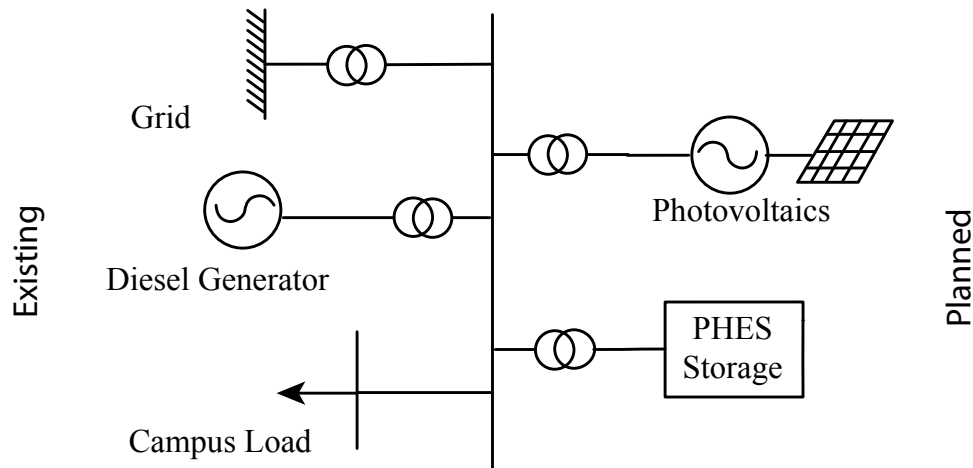 Existing
Grid
Diesel Generator
Campus Load
Photovoltaics
PHES
Storage
Planned